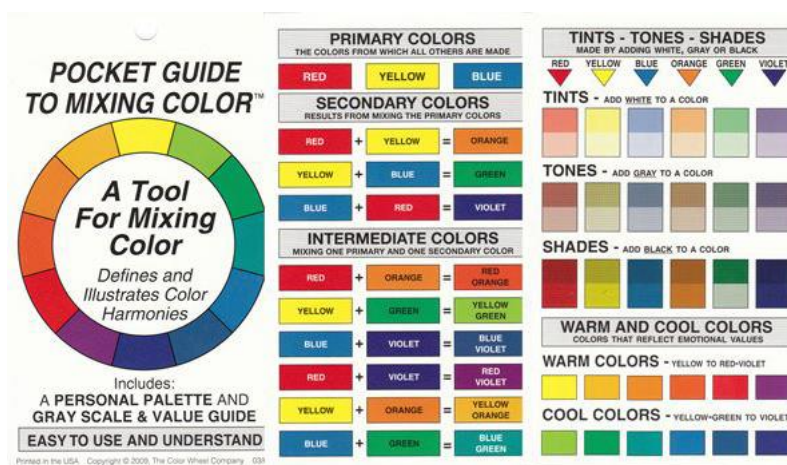 POCKET GUIDE
TO MIXING COLOR™
A Tool
For Mixing
Color
Defines and
Illustrates Color
Harmonies
Includes:
A PERSONAL PALETTE AND
GRAY SCALE & VALUE GUIDE
EASY TO USE AND UNDERSTAND
Printed in the USA Copyright © 2009, The Color Wheel Company
PRIMARY COLORS
THE COLORS FROM WHICH ALL OTHERS ARE MADE
RED YELLOW BLUE
SECONDARY COLORS
RESULTS FROM MIXING THE PRIMARY COLORS
RED + YELLOW = ORANGE
YELLOW + BLUE = GREEN
BLUE + RED = VIOLET
INTERMEDIATE COLORS
MIXING ONE PRIMARY AND ONE SECONDARY COLOR
RED + ORANGE = RED ORANGE
YELLOW + GREEN = YELLOW GREEN
BLUE + VIOLET = BLUE VIOLET
RED + VIOLET = RED VIOLET
YELLOW + ORANGE = YELLOW ORANGE
BLUE + GREEN = BLUE GREEN
TINTS - TONES - SHADES
MADE BY ADDING WHITE, GRAY OR BLACK
RED YELLOW BLUE ORANGE GREEN VIOLET
TINTS - ADD WHITE TO A COLOR
TONES - ADD GRAY TO A COLOR
SHADES - ADD BLACK TO A COLOR
WARM AND COOL COLORS
COLORS THAT REFLECT EMOTIONAL VALUES
WARM COLORS - YELLOW TO RED-VIOLET
COOL COLORS - YELLOW-GREEN TO VIOLET